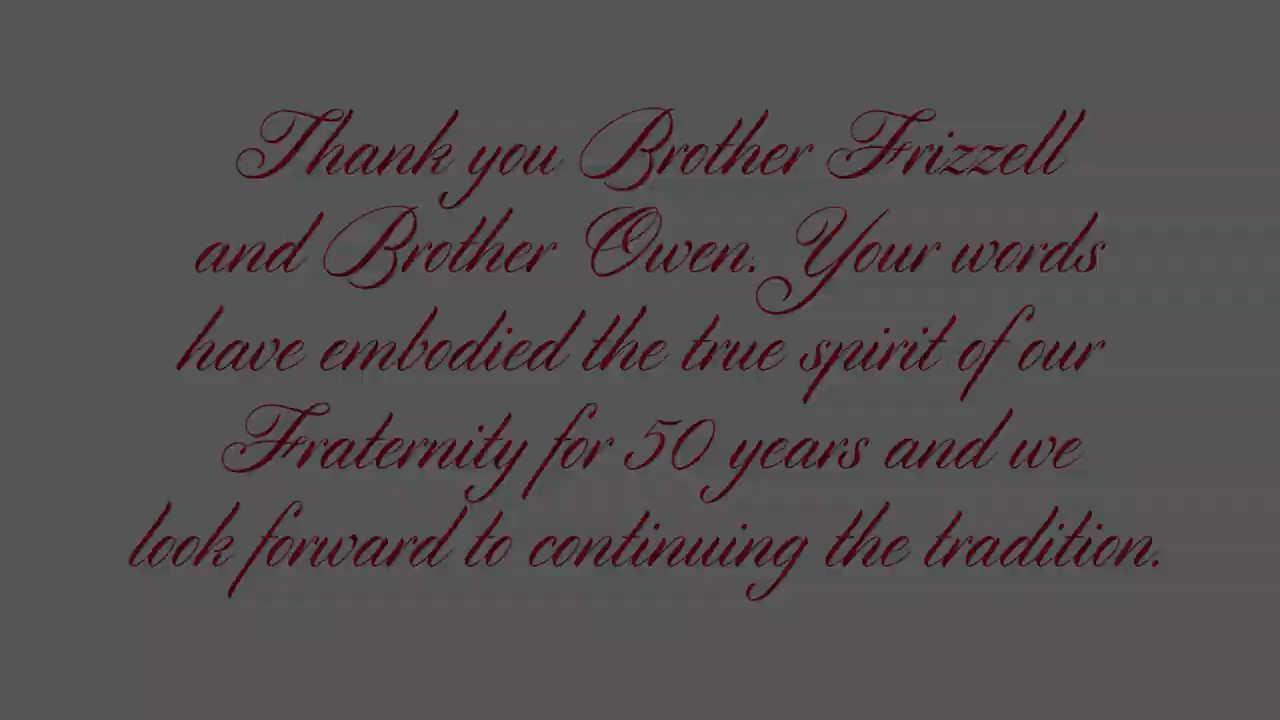 Thank you Brother Frizzell
and Brother Owen. Your words
have embodied the true spirit of our
Fraternity for 50 years and we
look forward to continuing the tradition.